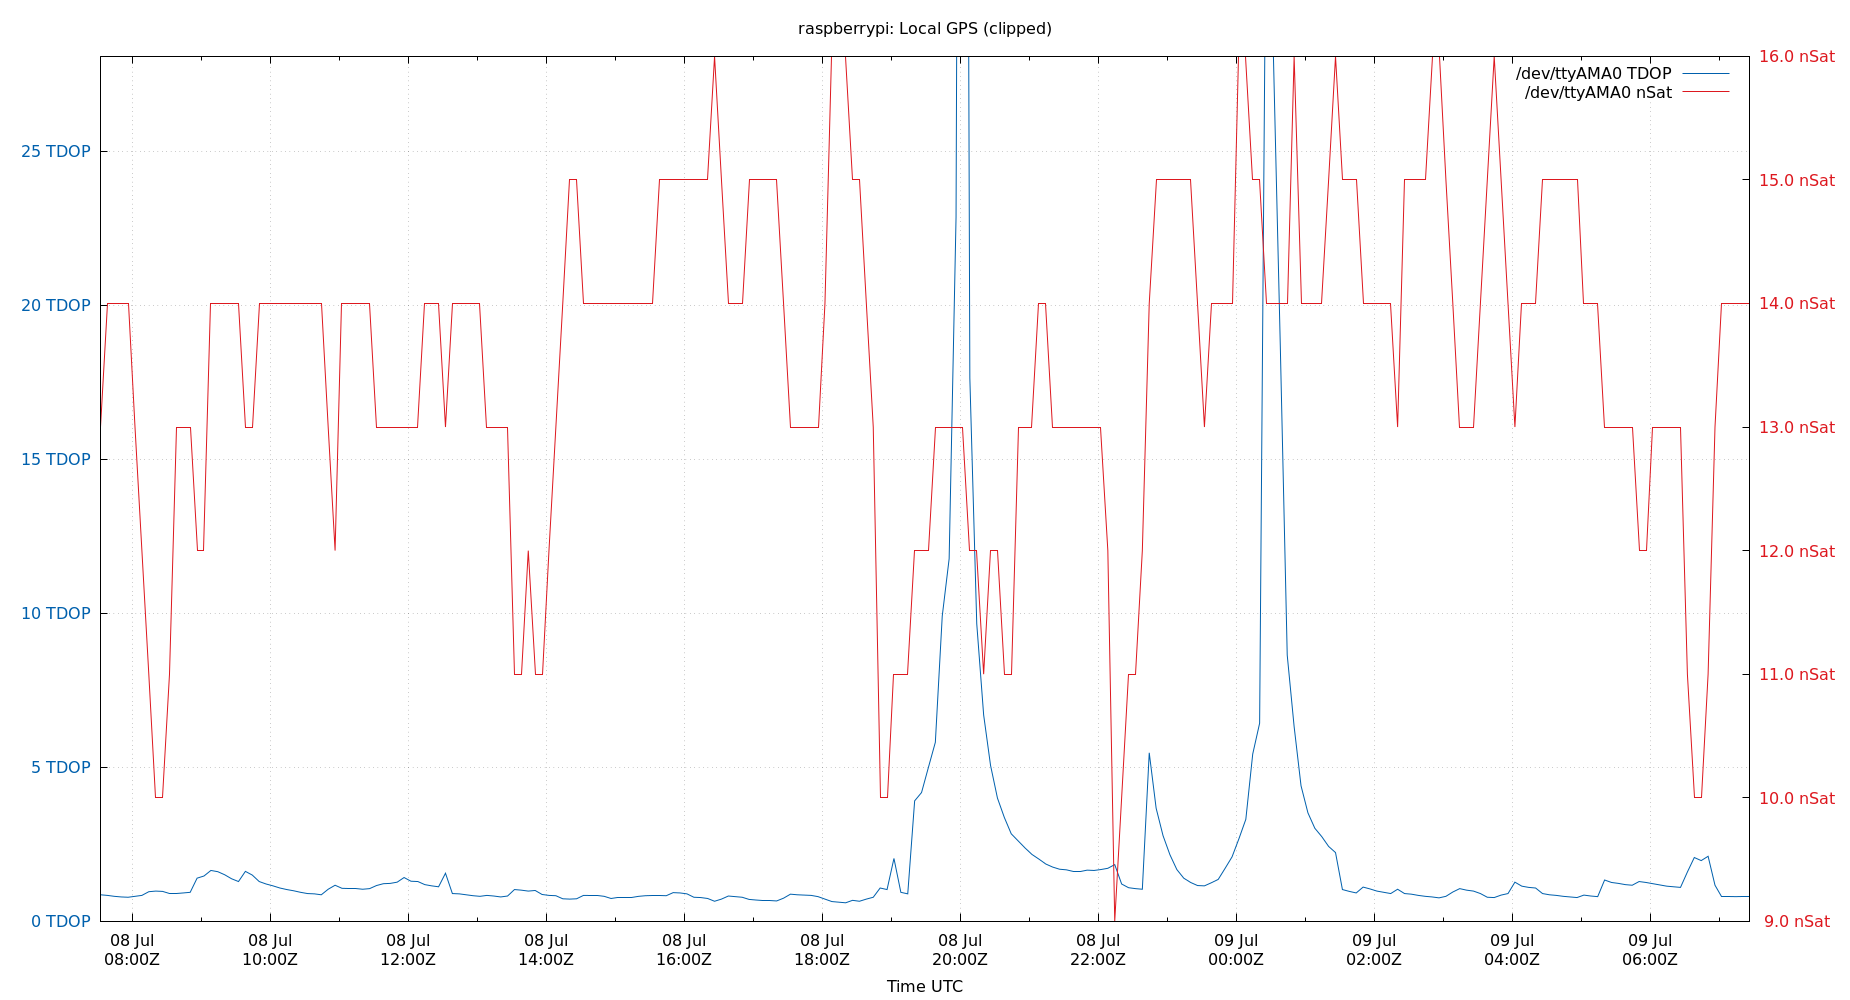 raspberrypi: Local GPS (clipped)
/dev/ttyAMA0 TDOP
/dev/ttyAMA0 nSat
25 TDOP
20 TDOP
15 TDOP
10 TDOP
5 TDOP
0 TDOP
16.0 nSat
15.0 nSat
14.0 nSat
13.0 nSat
12.0 nSat
11.0 nSat
10.0 nSat
9.0 nSat
08 Jul
08:00Z
08 Jul
10:00Z
08 Jul
12:00Z
08 Jul
14:00Z
08 Jul
16:00Z
08 Jul
18:00Z
08 Jul
20:00Z
08 Jul
22:00Z
09 Jul
00:00Z
09 Jul
02:00Z
09 Jul
04:00Z
09 Jul
06:00Z
Time UTC